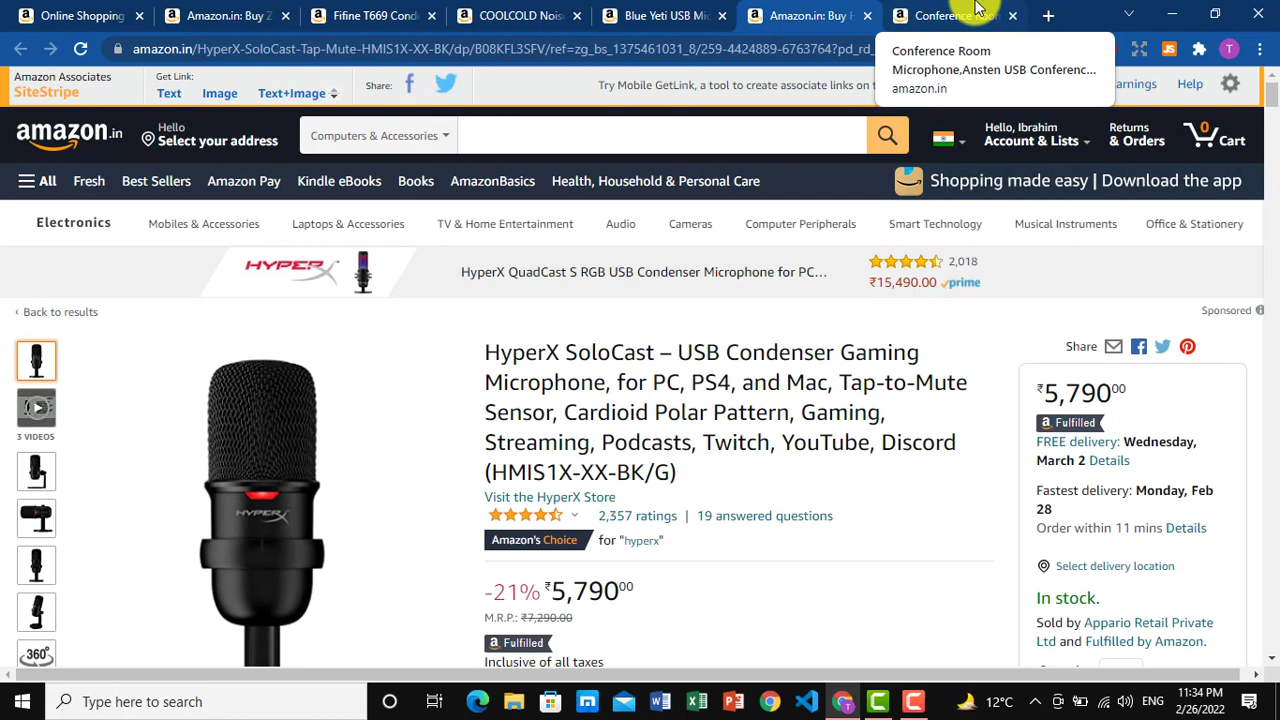 Online Shopping
Amazon.in: Buy Z
Fifine T669 Cond
COOLCOLD Nois
Blue Yeti USB Mi
Amazon.in: Buy H
Conference Room
amazon.in/HyperX-SoloCast-Tap-Mute-HMIS1X-XX-BK/dp/B08KFL3SFV/ref=zg_bs_1375461031_8/259-4424889-6763764?pd_rd_
JS
T
Conference Room
Microphone,Ansten USB Conferenc...
amazon.in
Amazon Associates
SiteStripe
Get Link:
Text
Image
Text+Image
Share:
Try Mobile GetLink, a tool to create associate links on
Earnings
Help
amazon.in
Hello
Select your address
Computers & Accessories
Hello, Ibrahim
Account & Lists
Returns
& Orders
0
Cart
All
Fresh
Best Sellers
Amazon Pay
Kindle eBooks
Books
AmazonBasics
Health, Household & Personal Care
Shopping made easy | Download the app
Electronics
Mobiles & Accessories
Laptops & Accessories
TV & Home Entertainment
Audio
Cameras
Computer Peripherals
Smart Technology
Musical Instruments
Office & Stationery
HYPERX
HyperX QuadCast S RGB USB Condenser Microphone for PC...
2,018
₹15,490.00 prime
‹ Back to results
Sponsored
3 VIDEOS
360°
HYPERX
HyperX SoloCast – USB Condenser Gaming
Microphone, for PC, PS4, and Mac, Tap-to-Mute
Sensor, Cardioid Polar Pattern, Gaming,
Streaming, Podcasts, Twitch, YouTube, Discord
(HMIS1X-XX-BK/G)
Visit the HyperX Store
2,357 ratings | 19 answered questions
Amazon's Choice for "hyperx"
-21% ₹5,790⁰⁰
M.R.P.: ₹7,290.00
a Fulfilled
Inclusive of all taxes
Share
₹5,790⁰⁰
a Fulfilled
FREE delivery: Wednesday,
March 2 Details
Fastest delivery: Monday, Feb
28
Order within 11 mins Details
Select delivery location
In stock.
Sold by Appario Retail Private
Ltd and Fulfilled by Amazon.
Type here to search
12°C
ENG
11:34 PM
2/26/2022